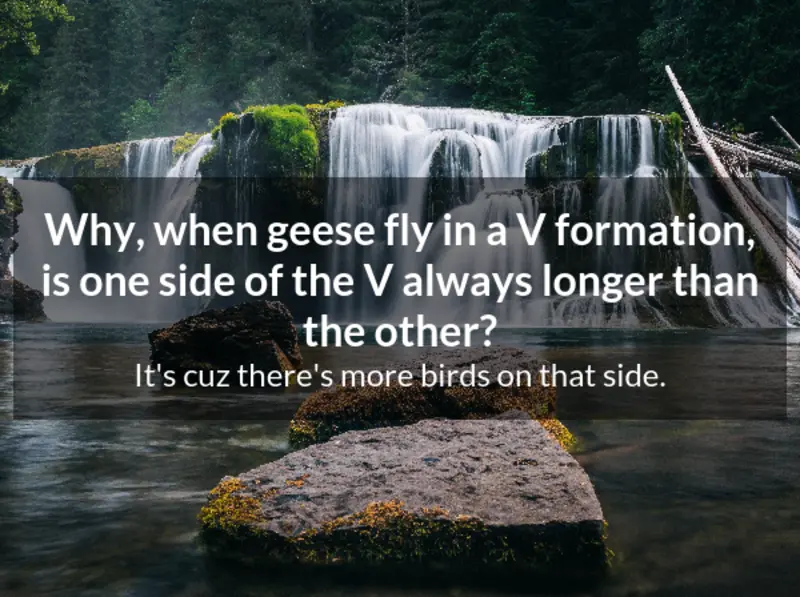 Why, when geese fly in a V formation,
is one side of the V always longer than
the other?
It's cuz there's more birds on that side.